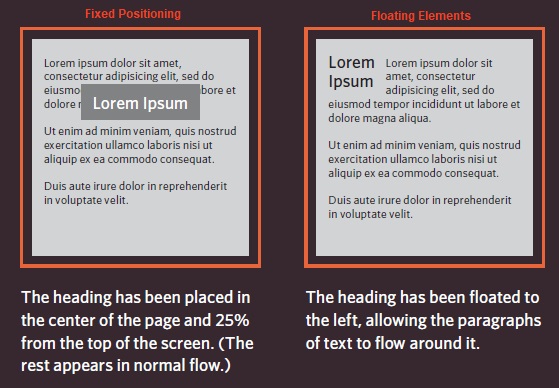 Fixed Positioning
Lorem ipsum dolor sit amet,
consectetur adipisicing elit, sed do
eiusmo bore et
dolore
Lorem Ipsum
Ut enim ad minim veniam, quis nostrud
exercitation ullamco laboris nisi ut
aliquip ex ea commodo consequat.
Duis aute irure dolor in reprehenderit
in voluptate velit.
The heading has been placed in
the center of the page and 25%
from the top of the screen. (The
rest appears in normal flow.)
Floating Elements
Lorem
Ipsum
Lorem ipsum dolor sit
amet, consectetur
adipisicing elit, sed do
eiusmod tempor incididunt ut labore et
dolore magna aliqua.
Ut enim ad minim veniam, quis nostrud
exercitation ullamco laboris nisi ut
aliquip ex ea commodo consequat.
Duis aute irure dolor in reprehenderit
in voluptate velit.
The heading has been floated to
the left, allowing the paragraphs
of text to flow around it.